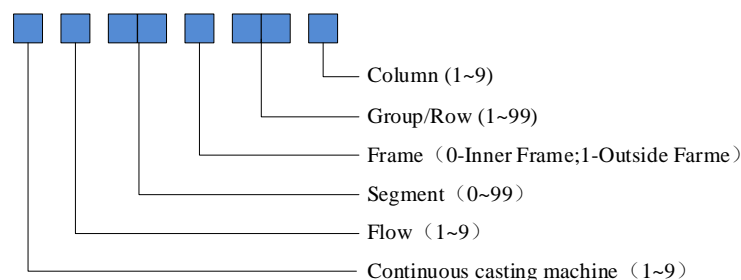 Column (1~9)
Group/Row (1~99)
Frame（0-Inner Frame;1-Outside Farme）
Segment（0~99）
Flow（1~9）
Continuous casting machine（1~9）